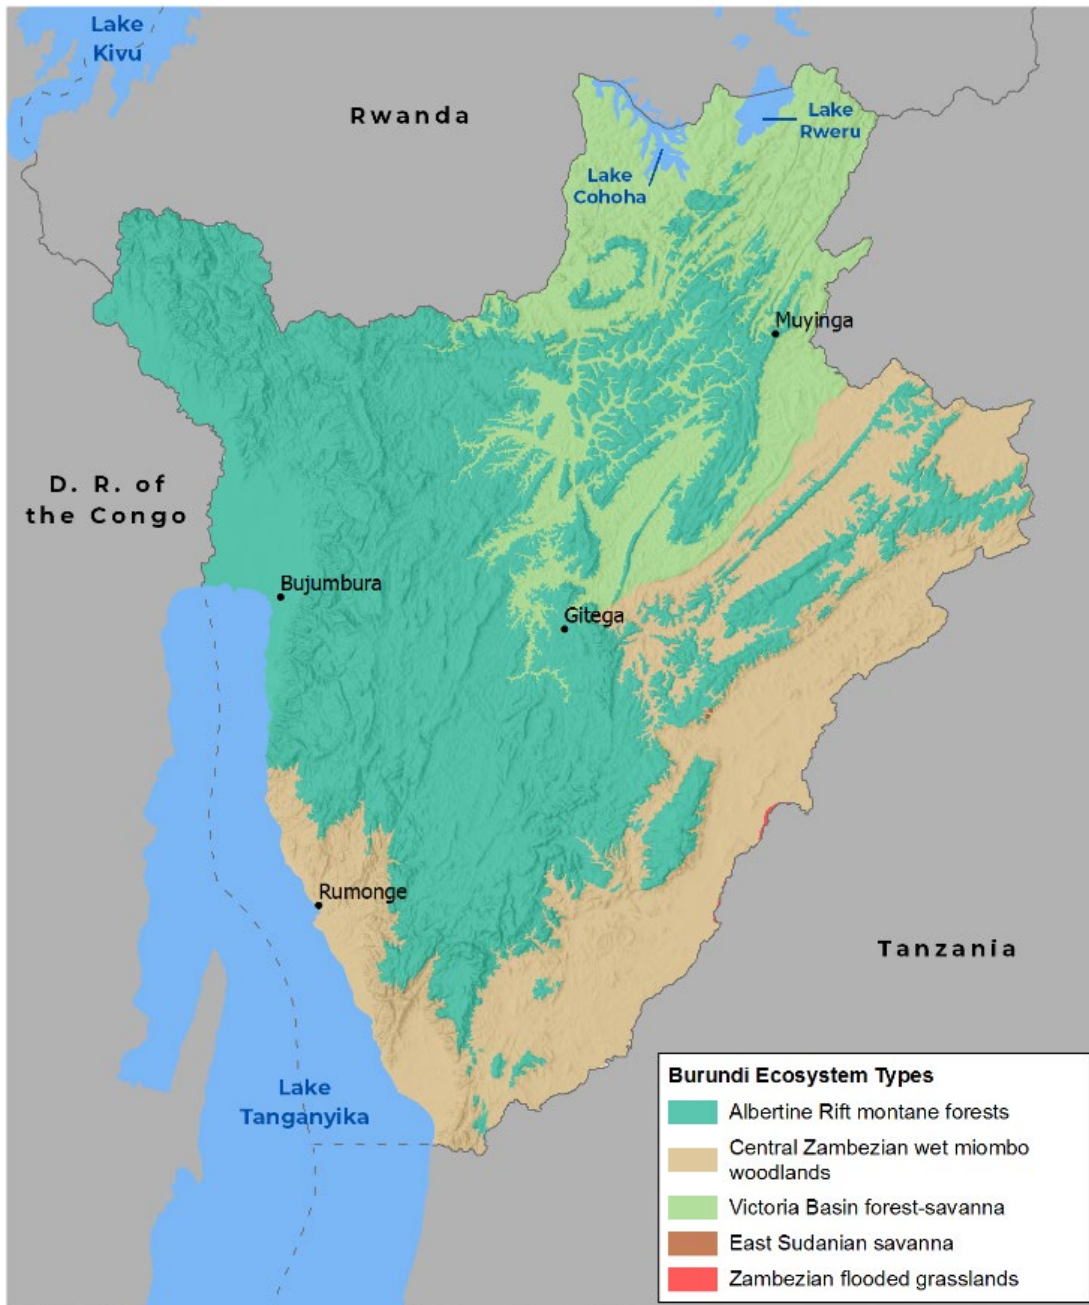 Lake
Kivu
Rwanda
Lake
Rweru
Lake
Cohoha
Muyinga
D. R. of
the Congo
Bujumbura
Gitega
Rumonge
Tanzania
Lake
Tanganyika
Burundi Ecosystem Types
Albertine Rift montane forests
Central Zambezian wet miombo
woodlands
Victoria Basin forest-savanna
East Sudanian savanna
Zambezian flooded grasslands